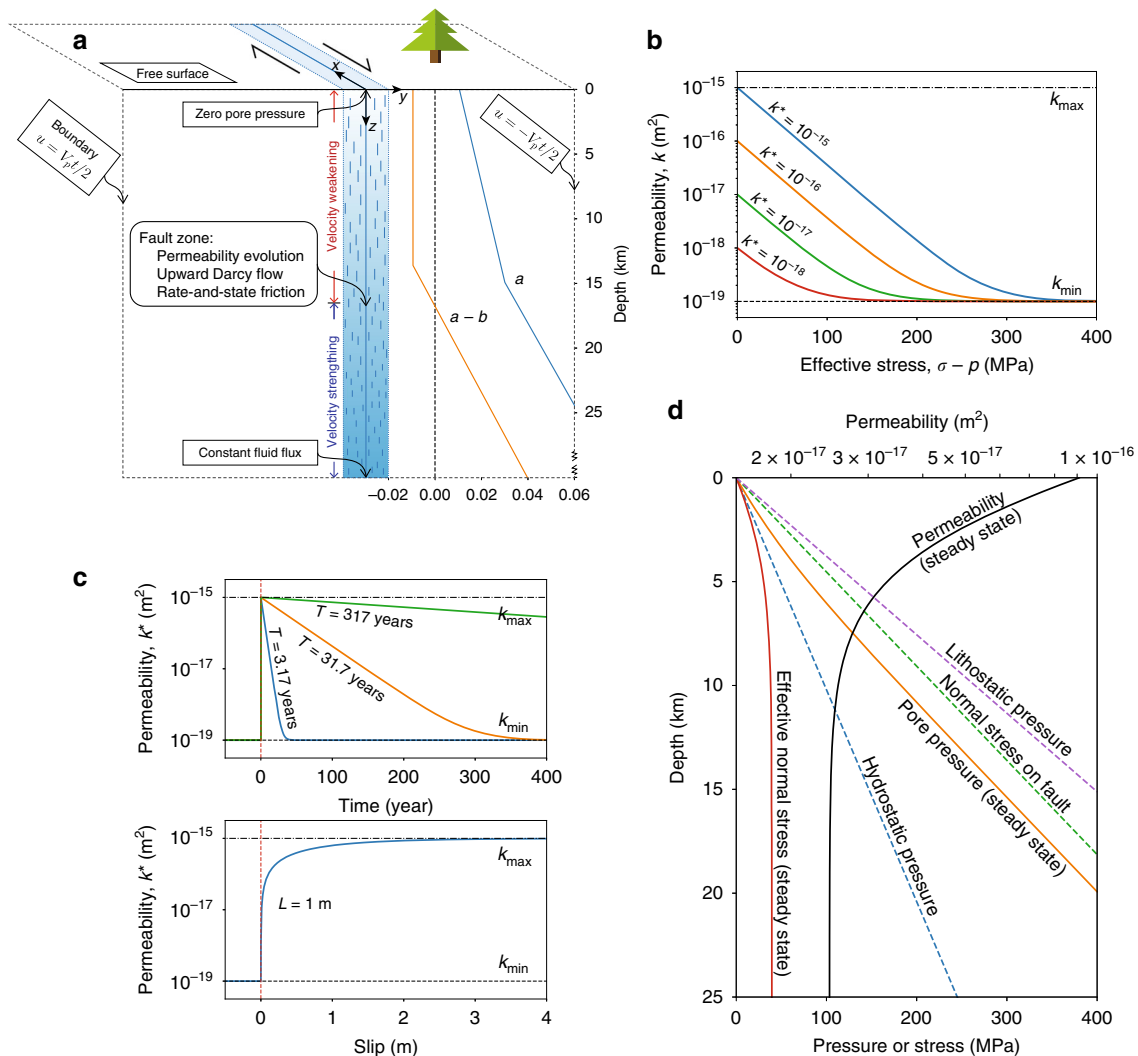 a
Free surface
x
y
z
Zero pore pressure
Boundary
u = V_p t/2
u = −V_p t/2
Velocity weakening
Velocity strengthening
Fault zone:
Permeability evolution
Upward Darcy flow
Rate-and-state friction
Constant fluid flux
a
a − b
0
5
10
15
20
25
Depth (km)
−0.02 0.00 0.02 0.04 0.06
b
Permeability, k (m²)
10⁻¹⁵
10⁻¹⁶
10⁻¹⁷
10⁻¹⁸
10⁻¹⁹
k_max
k* = 10⁻¹⁵
k* = 10⁻¹⁶
k* = 10⁻¹⁷
k* = 10⁻¹⁸
k_min
0 100 200 300 400
Effective stress, σ − p (MPa)
c
Permeability, k* (m²)
10⁻¹⁵
10⁻¹⁷
10⁻¹⁹
T = 317 years
k_max
T = 31.7 years
T = 3.17 years
k_min
0 100 200 300 400
Time (year)
Permeability, k* (m²)
10⁻¹⁵
10⁻¹⁷
10⁻¹⁹
k_max
L = 1 m
k_min
0 1 2 3 4
Slip (m)
d
Permeability (m²)
2 × 10⁻¹⁷ 3 × 10⁻¹⁷ 5 × 10⁻¹⁷ 1 × 10⁻¹⁶
0
5
10
15
20
25
Depth (km)
Permeability
(steady state)
Lithostatic pressure
Normal stress on fault
Pore pressure (steady state)
Hydrostatic pressure
Effective normal stress (steady state)
0 100 200 300 400
Pressure or stress (MPa)